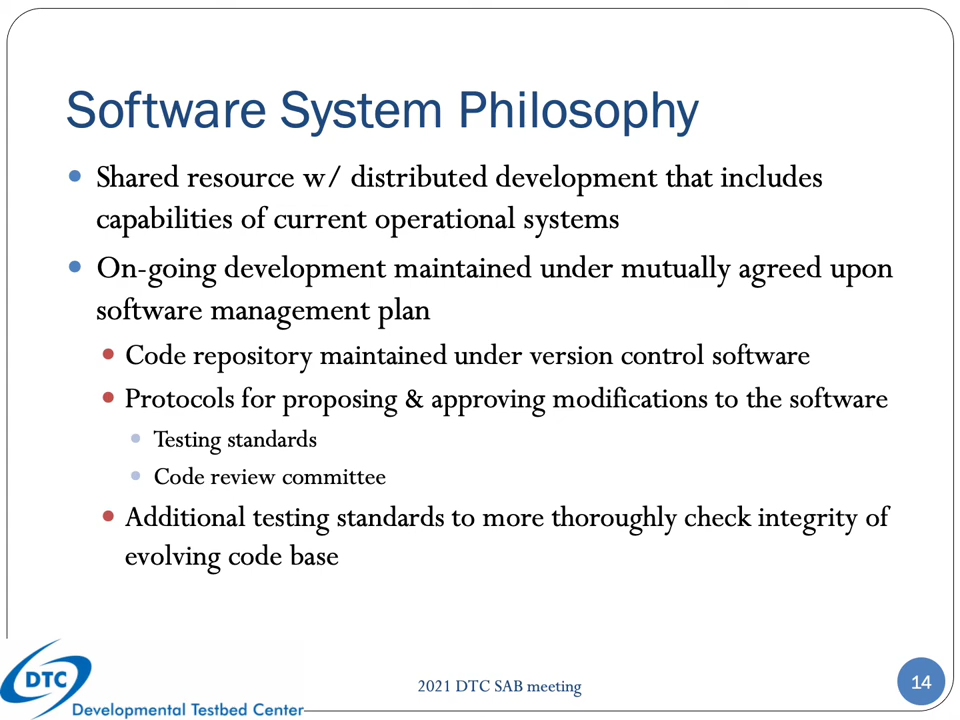 Software System Philosophy
Shared resource w/ distributed development that includes
capabilities of current operational systems
On-going development maintained under mutually agreed upon
software management plan
Code repository maintained under version control software
Protocols for proposing & approving modifications to the software
Testing standards
Code review committee
Additional testing standards to more thoroughly check integrity of
evolving code base
DTC
Developmental Testbed Center
2021 DTC SAB meeting
14